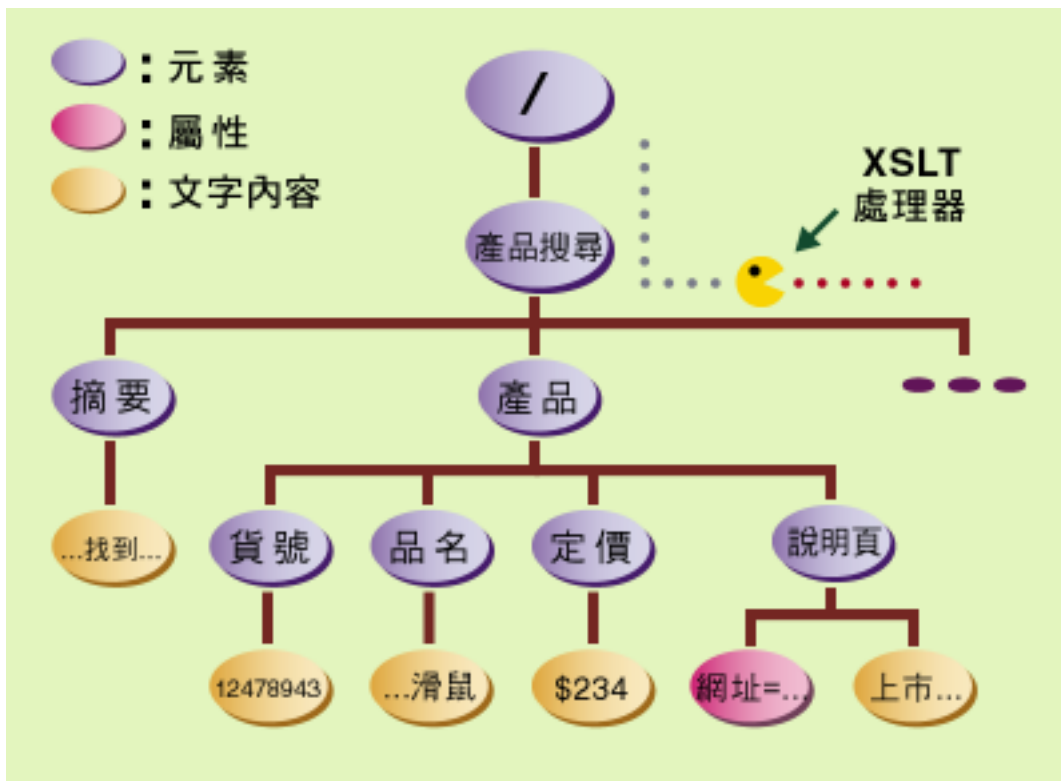 ：元素
：屬性
：文字內容
/
XSLT
處理器
產品搜尋
摘要
產品
...找到...
貨號
品名
定價
說明頁
12478943
...滑鼠
$234
網址=...
上市...